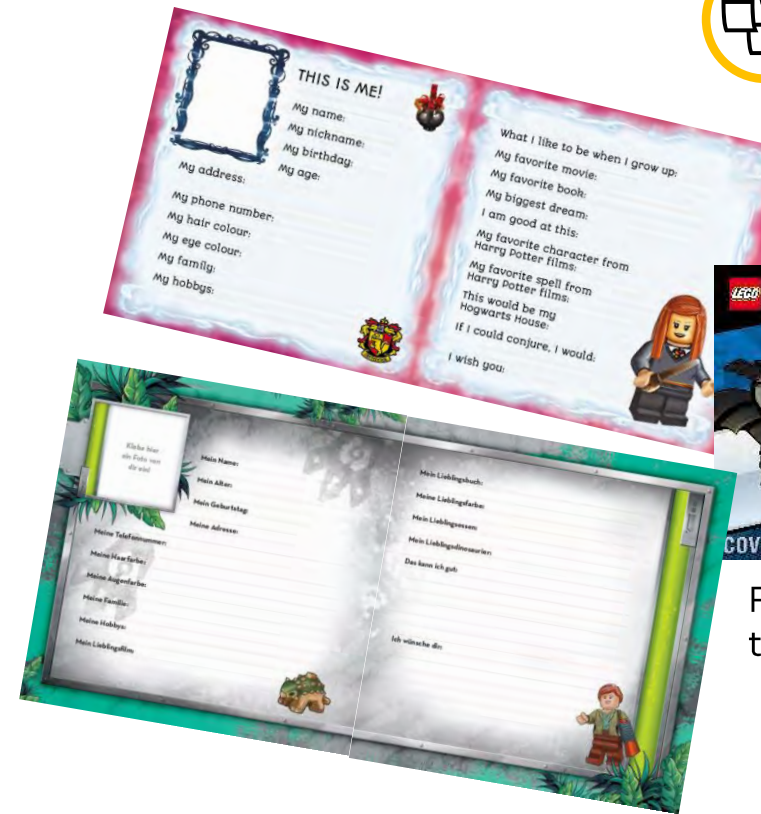 THIS IS ME!
My name:
My nickname:
My birthday:
My age:
My address:
My phone number:
My hair colour:
My eye colour:
My family:
My hobbys:
What I like to be when I grow up:
My favorite movie:
My favorite book:
My biggest dream:
I am good at this:
My favorite character from
Harry Potter films:
My favorite spell from
Harry Potter films:
This would be my
Hogwarts House:
If I could conjure, I would:
I wish you:
LEGO
COV
Klebe hier
ein Foto von
dir ein!
Mein Name:
Mein Alter:
Mein Geburtstag:
Meine Adresse:
Meine Telefonnummer:
Meine Haarfarbe:
Meine Augenfarbe:
Meine Familie:
Meine Hobbys:
Mein Lieblingsfilm:
Mein Lieblingsbuch:
Meine Lieblingsfarbe:
Mein Lieblingsessen:
Mein Lieblingsdinosaurier:
Das kann ich gut:
Ich wünsche dir: